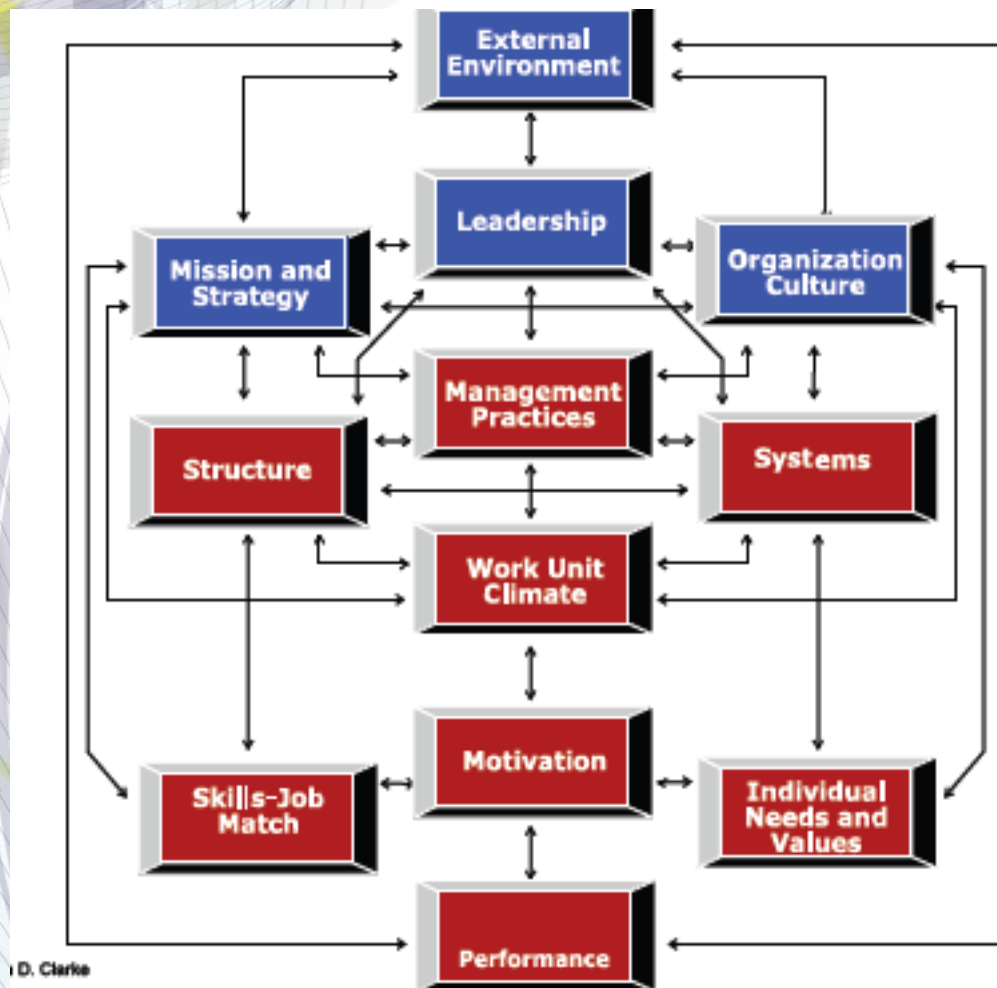 External
Environment
Leadership
Mission and
Strategy
Organization
Culture
Management
Practices
Structure
Systems
Work Unit
Climate
Motivation
Skills-Job
Match
Individual
Needs and
Values
Performance
D. Clarke